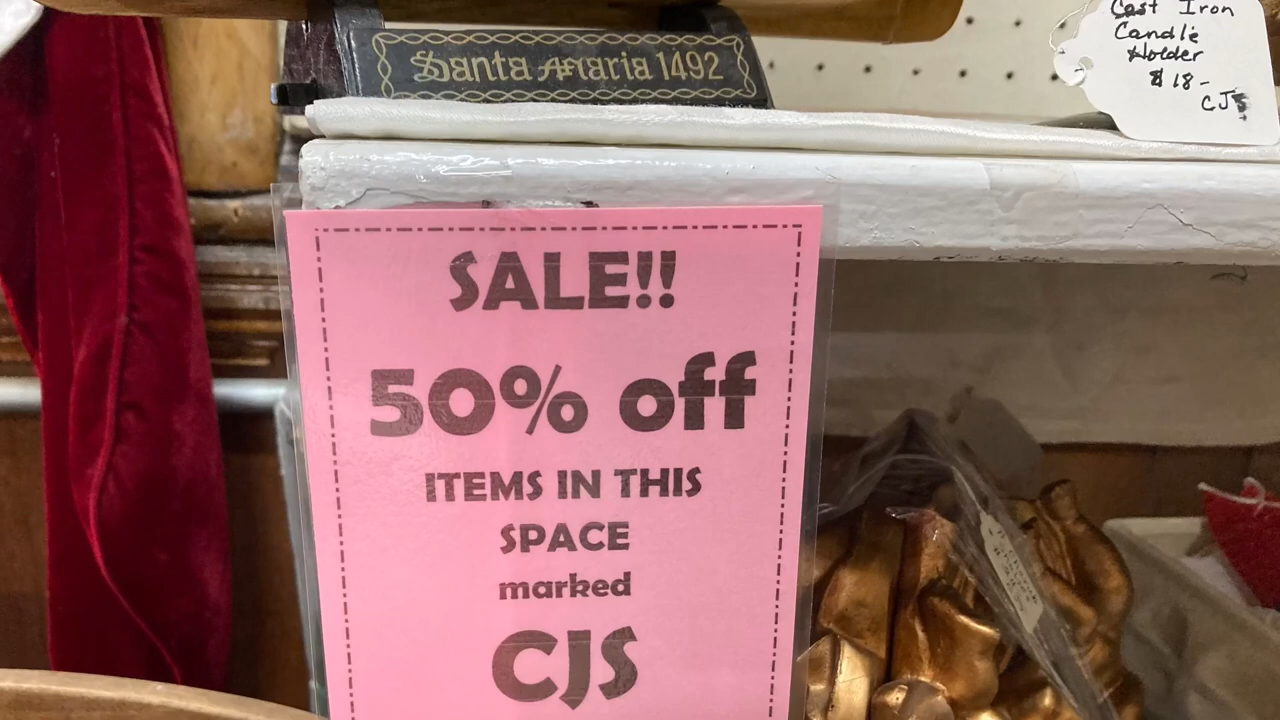 Santa Maria 1492
Cast Iron
Candle
Holder
$18-
CJS
SALE!!
50% off
ITEMS IN THIS
SPACE
marked
CJS